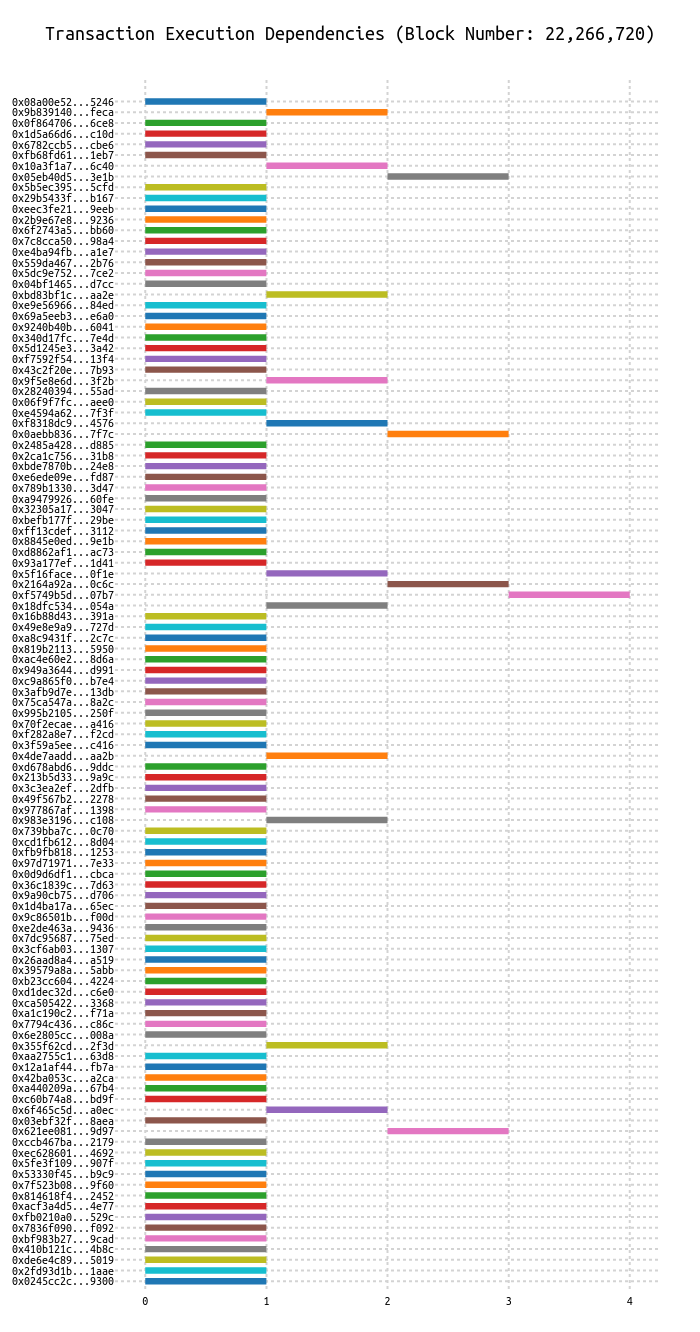 Transaction Execution Dependencies (Block Number: 22,266,720)
0x08a00e52...5246
0x9b839140...feca
0x0f864706...6ce8
0x1d5a66d6...c10d
0x6782ccb5...cbe6
0xfb68fd61...1eb7
0x10a3f1a7...6c40
0x05eb40d5...3e1b
0x5b5ec395...5cfd
0x29b5433f...b167
0xeec3fe21...9eeb
0x2b9e67e8...9236
0x6f2743a5...bb60
0x7c8cca50...98a4
0xe4ba94fb...a1e7
0x559da467...2b76
0x5dc9e752...7ce2
0x04bf1465...d7cc
0xbd83bf1c...aa2e
0xe9e56966...84ed
0x69a5eeb3...e6a0
0x9240b40b...6041
0x340d17fc...7e4d
0x5d1245e3...3a42
0xf7592f54...13f4
0x43c2f20e...7b93
0x9f5e8e6d...3f2b
0x28240394...55ad
0x06f9f7fc...aee0
0xe4594a62...7f3f
0xf8318dc9...4576
0x0aebb836...7f7c
0x2485a428...d885
0x2ca1c756...31b8
0xbde7870b...24e8
0xe6ede09e...fd87
0x789b1330...3d47
0xa9479926...60fe
0x32305a17...3047
0xbefb177f...29be
0xff13cdef...3112
0x8845e0ed...9e1b
0xd8862af1...ac73
0x93a177ef...1d41
0x5f16face...0f1e
0x2164a92a...0c6c
0xf5749b5d...07b7
0x18dfc534...054a
0x16b88d43...391a
0x49e8e9a9...727d
0xa8c9431f...2c7c
0x819b2113...5950
0xac4e60e2...8d6a
0x949a3644...d991
0xc9a865f0...b7e4
0x3afb9d7e...13db
0x75ca547a...8a2c
0x995b2105...250f
0x70f2ecae...a416
0xf282a8e7...f2cd
0x3f59a5ee...c416
0x4de7aadd...aa2b
0xd678abd6...9ddc
0x213b5d33...9a9c
0x3c3ea2ef...2dfb
0x49f567b2...2278
0x977867af...1398
0x983e3196...c108
0x739bba7c...0c70
0xcd1fb612...8d04
0xfb9fb818...1253
0x97d71971...7e33
0x0d9d6df1...cbca
0x36c1839c...7d63
0x9a90cb75...d706
0x1d4ba17a...65ec
0x9c86501b...f00d
0xe2de463a...9436
0x7dc95687...75ed
0x3cf6ab03...1307
0x26aad8a4...a519
0x39579a8a...5abb
0xb23cc604...4224
0xd1dec32d...c6e0
0xca505422...3368
0xa1c190c2...f71a
0x7794c436...c86c
0x6e2805cc...008a
0x355f62cd...2f3d
0xaa2755c1...63d8
0x12a1af44...fb7a
0x42ba053c...a2ca
0xa440209a...67b4
0xc60b74a8...bd9f
0x6f465c5d...a0ec
0x03ebf32f...8aea
0x621ee081...9d97
0xccb467ba...2179
0xec628601...4692
0x5fe3f109...907f
0x53330f45...b9c9
0x7f523b08...9f60
0x814618f4...2452
0xacf3a4d5...4e77
0xfb0210a0...529c
0x7836f090...f092
0xbf983b27...9cad
0x410b121c...4b8c
0xde6e4c89...5019
0x2fd93d1b...1aae
0x0245cc2c...9300
0 1 2 3 4